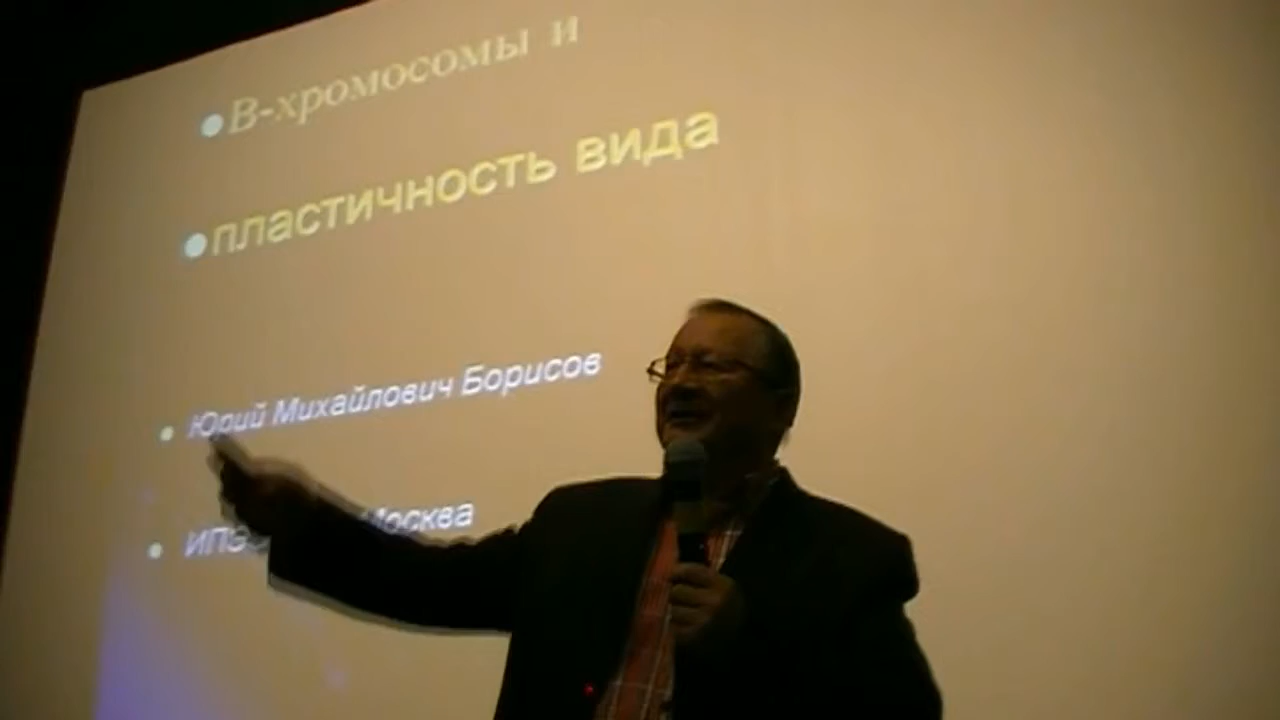 В-хромосомы и
пластичность вида
Юрий Михайлович Борисов
Москва